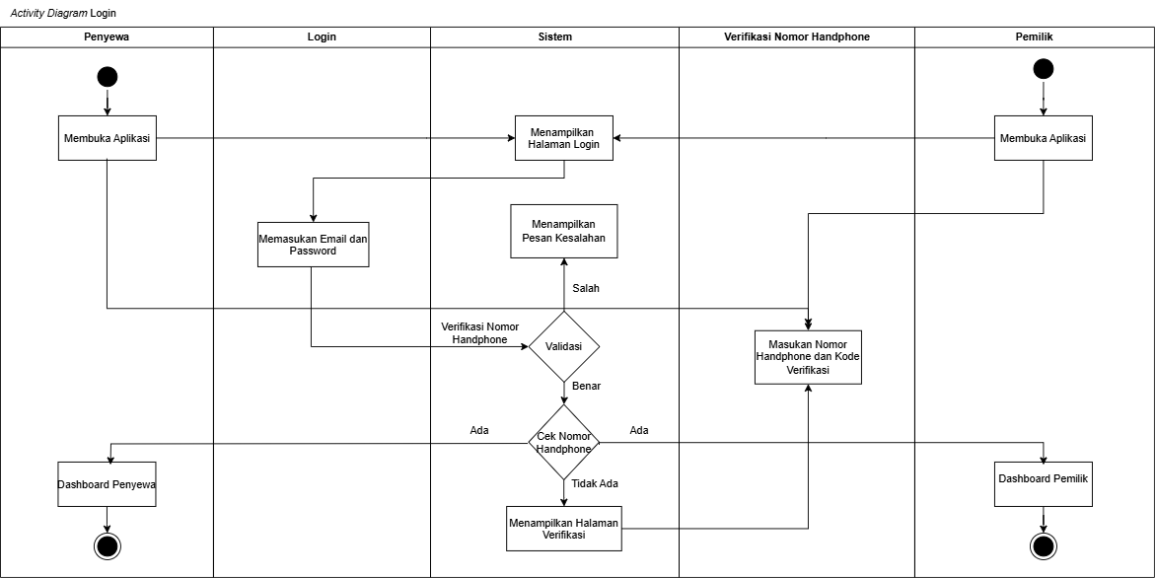 Activity Diagram Login
Penyewa
Login
Sistem
Verifikasi Nomor Handphone
Pemilik
Membuka Aplikasi
Menampilkan
Halaman Login
Membuka Aplikasi
Memasukan Email dan
Password
Menampilkan
Pesan Kesalahan
Salah
Verifikasi Nomor
Handphone
Validasi
Masukan Nomor
Handphone dan Kode
Verifikasi
Benar
Ada
Cek Nomor
Handphone
Ada
Dashboard Penyewa
Tidak Ada
Dashboard Pemilik
Menampilkan Halaman
Verifikasi